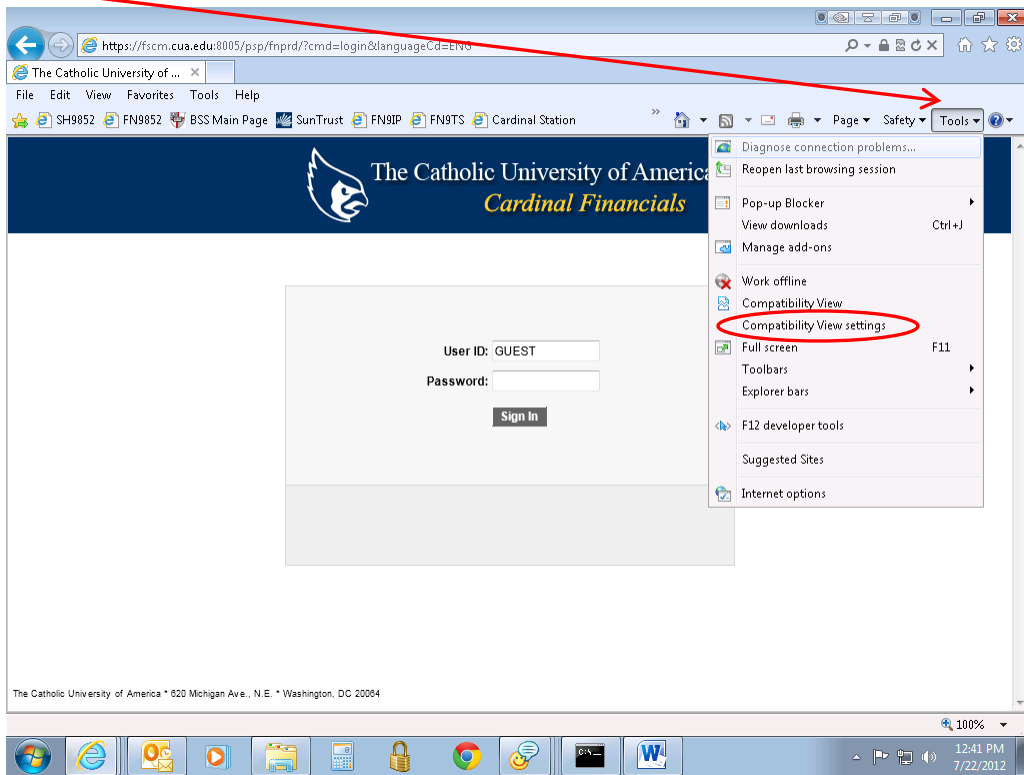 https://fscm.cua.edu:8005/psp/fnprd/?cmd=login&languageCd=ENG
The Catholic University of ...
File Edit View Favorites Tools Help
SH9852 FN9852 BSS Main Page SunTrust FN9IP FN9TS Cardinal Station » Page Safety Tools
The Catholic University of America
Cardinal Financials
Diagnose connection problems...
Reopen last browsing session
Pop-up Blocker
View downloads Ctrl+J
Manage add-ons
Work offline
Compatibility View
Compatibility View settings
Full screen F11
Toolbars
Explorer bars
F12 developer tools
Suggested Sites
Internet options
User ID: GUEST
Password:
Sign In
The Catholic University of America * 620 Michigan Ave., N.E. * Washington, DC 20064
100%
C:\
12:41 PM
7/22/2012